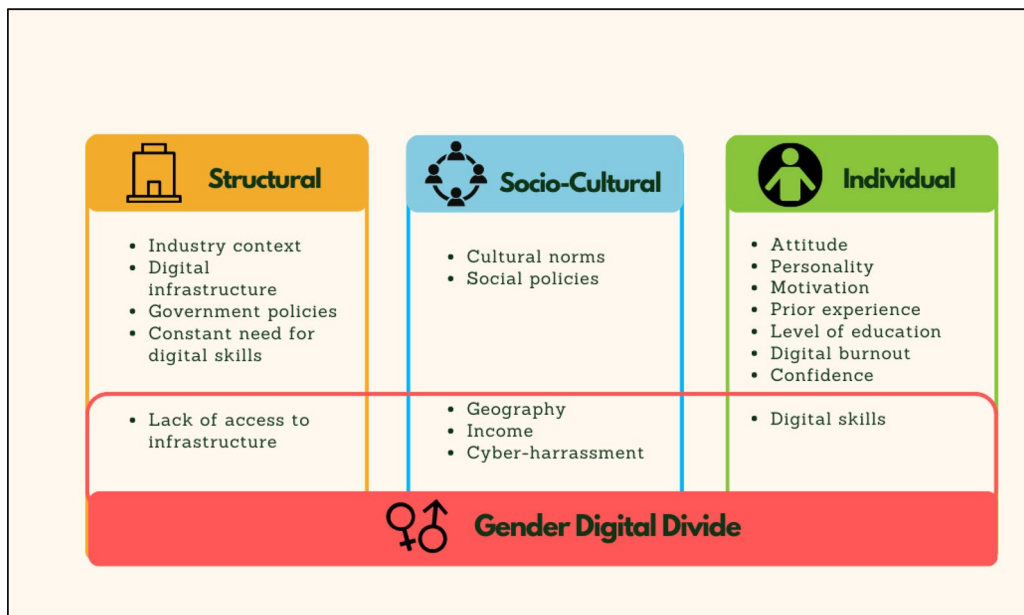 Structural
• Industry context
• Digital
infrastructure
• Government policies
• Constant need for
digital skills
• Lack of access to
infrastructure
Socio-Cultural
• Cultural norms
• Social policies
• Geography
• Income
• Cyber-harrassment
Individual
• Attitude
• Personality
• Motivation
• Prior experience
• Level of education
• Digital burnout
• Confidence
• Digital skills
Gender Digital Divide